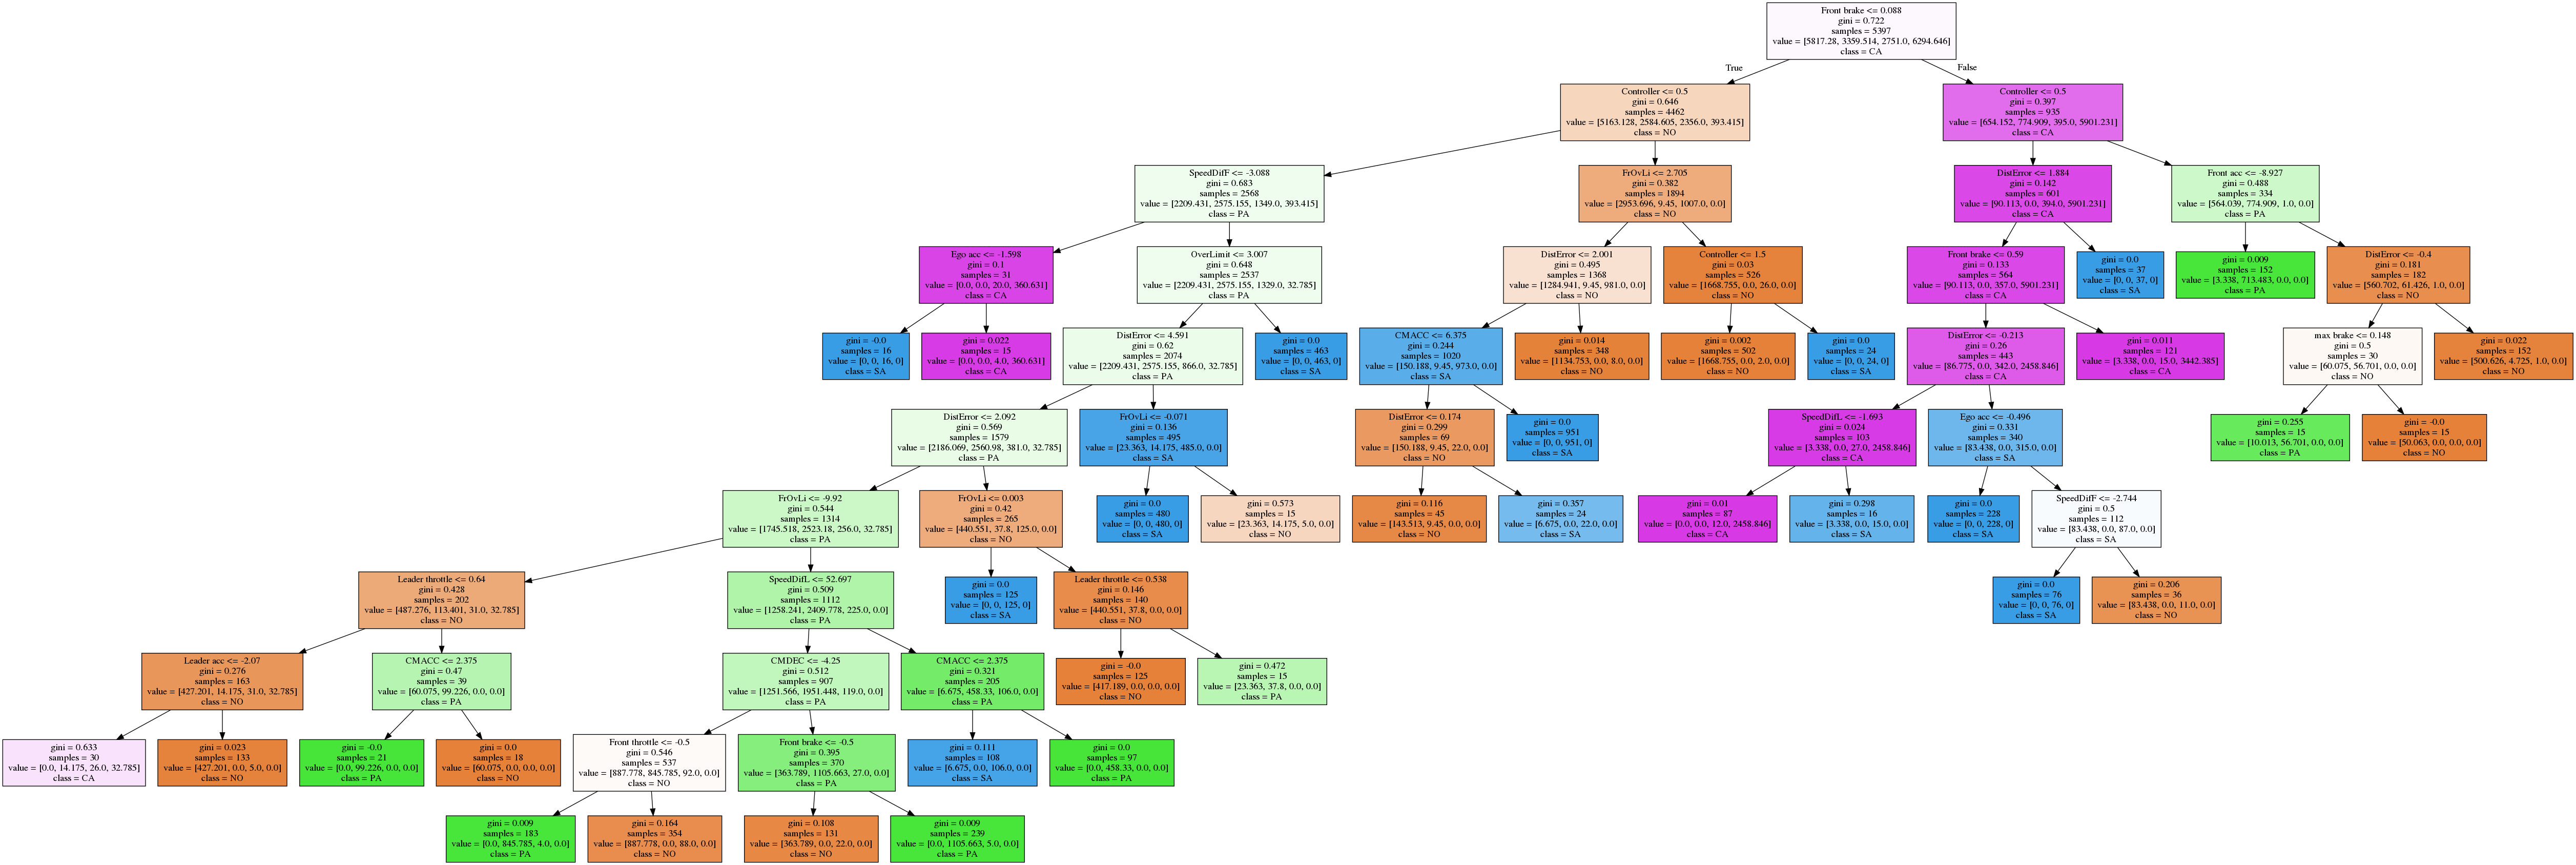 Front brake <= 0.088
gini = 0.722
samples = 5397
value = [5817.28, 3359.514, 2751.0, 6294.646]
class = CA
True
False
Controller <= 0.5
gini = 0.646
samples = 4462
value = [5163.128, 2584.605, 2356.0, 393.415]
class = NO
Controller <= 0.5
gini = 0.397
samples = 935
value = [654.152, 774.909, 395.0, 5901.231]
class = CA
SpeedDifF <= -3.088
gini = 0.683
samples = 2568
value = [2209.431, 2575.155, 1349.0, 393.415]
class = PA
FrOvLi <= 2.705
gini = 0.382
samples = 1894
value = [2953.696, 9.45, 1007.0, 0.0]
class = NO
DistError <= 1.884
gini = 0.142
samples = 601
value = [90.113, 0.0, 394.0, 5901.231]
class = CA
Front acc <= -8.927
gini = 0.488
samples = 334
value = [564.039, 774.909, 1.0, 0.0]
class = PA
Ego acc <= -1.598
gini = 0.1
samples = 31
value = [0.0, 0.0, 20.0, 360.631]
class = CA
OverLimit <= 3.007
gini = 0.648
samples = 2537
value = [2209.431, 2575.155, 1329.0, 32.785]
class = PA
DistError <= 2.001
gini = 0.495
samples = 1368
value = [1284.941, 9.45, 981.0, 0.0]
class = NO
Controller <= 1.5
gini = 0.03
samples = 526
value = [1668.755, 0.0, 26.0, 0.0]
class = NO
Front brake <= 0.59
gini = 0.133
samples = 564
value = [90.113, 0.0, 357.0, 5901.231]
class = CA
gini = 0.0
samples = 37
value = [0, 0, 37, 0]
class = SA
gini = 0.009
samples = 152
value = [3.338, 713.483, 0.0, 0.0]
class = PA
DistError <= -0.4
gini = 0.181
samples = 182
value = [560.702, 61.426, 1.0, 0.0]
class = NO
gini = -0.0
samples = 16
value = [0, 0, 16, 0]
class = SA
gini = 0.022
samples = 15
value = [0.0, 0.0, 4.0, 360.631]
class = CA
DistError <= 4.591
gini = 0.62
samples = 2074
value = [2209.431, 2575.155, 866.0, 32.785]
class = PA
gini = 0.0
samples = 463
value = [0, 0, 463, 0]
class = SA
CMACC <= 6.375
gini = 0.244
samples = 1020
value = [150.188, 9.45, 973.0, 0.0]
class = SA
gini = 0.014
samples = 348
value = [1134.753, 0.0, 8.0, 0.0]
class = NO
gini = 0.002
samples = 502
value = [1668.755, 0.0, 2.0, 0.0]
class = NO
gini = 0.0
samples = 24
value = [0, 0, 24, 0]
class = SA
DistError <= -0.213
gini = 0.26
samples = 443
value = [86.775, 0.0, 342.0, 2458.846]
class = CA
gini = 0.011
samples = 121
value = [3.338, 0.0, 15.0, 3442.385]
class = CA
max brake <= 0.148
gini = 0.5
samples = 30
value = [60.075, 56.701, 0.0, 0.0]
class = NO
gini = 0.022
samples = 152
value = [500.626, 4.725, 1.0, 0.0]
class = NO
DistError <= 2.092
gini = 0.569
samples = 1579
value = [2186.069, 2560.98, 381.0, 32.785]
class = PA
FrOvLi <= -0.071
gini = 0.136
samples = 495
value = [23.363, 14.175, 485.0, 0.0]
class = SA
DistError <= 0.174
gini = 0.299
samples = 69
value = [150.188, 9.45, 22.0, 0.0]
class = NO
gini = 0.0
samples = 951
value = [0, 0, 951, 0]
class = SA
SpeedDifL <= -1.693
gini = 0.024
samples = 103
value = [3.338, 0.0, 27.0, 2458.846]
class = CA
Ego acc <= -0.496
gini = 0.331
samples = 340
value = [83.438, 0.0, 315.0, 0.0]
class = SA
gini = 0.255
samples = 15
value = [10.013, 56.701, 0.0, 0.0]
class = PA
gini = -0.0
samples = 15
value = [50.063, 0.0, 0.0, 0.0]
class = NO
FrOvLi <= -9.92
gini = 0.544
samples = 1314
value = [1745.518, 2523.18, 256.0, 32.785]
class = PA
FrOvLi <= 0.003
gini = 0.42
samples = 265
value = [440.551, 37.8, 125.0, 0.0]
class = NO
gini = 0.0
samples = 480
value = [0, 0, 480, 0]
class = SA
gini = 0.573
samples = 15
value = [23.363, 14.175, 5.0, 0.0]
class = NO
gini = 0.116
samples = 45
value = [143.513, 9.45, 0.0, 0.0]
class = NO
gini = 0.357
samples = 24
value = [6.675, 0.0, 22.0, 0.0]
class = SA
gini = 0.01
samples = 87
value = [0.0, 0.0, 12.0, 2458.846]
class = CA
gini = 0.298
samples = 16
value = [3.338, 0.0, 15.0, 0.0]
class = SA
gini = 0.0
samples = 228
value = [0, 0, 228, 0]
class = SA
SpeedDifF <= -2.744
gini = 0.5
samples = 112
value = [83.438, 0.0, 87.0, 0.0]
class = SA
Leader throttle <= 0.64
gini = 0.428
samples = 202
value = [487.276, 113.401, 31.0, 32.785]
class = NO
SpeedDifL <= 52.697
gini = 0.509
samples = 1112
value = [1258.241, 2409.778, 225.0, 0.0]
class = PA
gini = 0.0
samples = 125
value = [0, 0, 125, 0]
class = SA
Leader throttle <= 0.538
gini = 0.146
samples = 140
value = [440.551, 37.8, 0.0, 0.0]
class = NO
gini = 0.0
samples = 76
value = [0, 0, 76, 0]
class = SA
gini = 0.206
samples = 36
value = [83.438, 0.0, 11.0, 0.0]
class = NO
Leader acc <= -2.07
gini = 0.276
samples = 163
value = [427.201, 14.175, 31.0, 32.785]
class = NO
CMACC <= 2.375
gini = 0.47
samples = 39
value = [60.075, 99.226, 0.0, 0.0]
class = PA
CMDEC <= -4.25
gini = 0.512
samples = 907
value = [1251.566, 1951.448, 119.0, 0.0]
class = PA
CMACC <= 2.375
gini = 0.321
samples = 205
value = [6.675, 458.33, 106.0, 0.0]
class = PA
gini = -0.0
samples = 125
value = [417.189, 0.0, 0.0, 0.0]
class = NO
gini = 0.472
samples = 15
value = [23.363, 37.8, 0.0, 0.0]
class = PA
gini = 0.633
samples = 30
value = [0.0, 14.175, 26.0, 32.785]
class = CA
gini = 0.023
samples = 133
value = [427.201, 0.0, 5.0, 0.0]
class = NO
gini = -0.0
samples = 21
value = [0.0, 99.226, 0.0, 0.0]
class = PA
gini = 0.0
samples = 18
value = [60.075, 0.0, 0.0, 0.0]
class = NO
Front throttle <= -0.5
gini = 0.546
samples = 537
value = [887.778, 845.785, 92.0, 0.0]
class = NO
Front brake <= -0.5
gini = 0.395
samples = 370
value = [363.789, 1105.663, 27.0, 0.0]
class = PA
gini = 0.111
samples = 108
value = [6.675, 0.0, 106.0, 0.0]
class = SA
gini = 0.0
samples = 97
value = [0.0, 458.33, 0.0, 0.0]
class = PA
gini = 0.009
samples = 183
value = [0.0, 845.785, 4.0, 0.0]
class = PA
gini = 0.164
samples = 354
value = [887.778, 0.0, 88.0, 0.0]
class = NO
gini = 0.108
samples = 131
value = [363.789, 0.0, 22.0, 0.0]
class = NO
gini = 0.009
samples = 239
value = [0.0, 1105.663, 5.0, 0.0]
class = PA